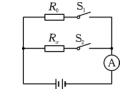 R₀ S₁
Rₓ S₂
A